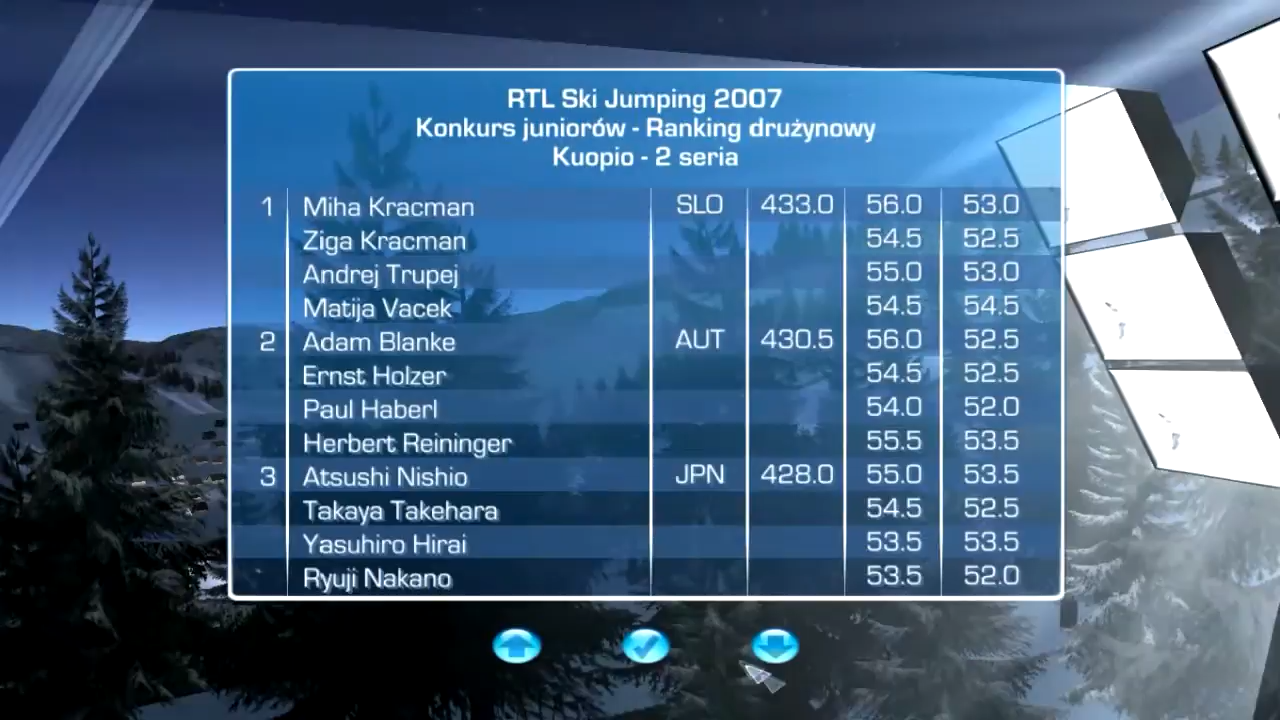 RTL Ski Jumping 2007
Konkurs juniorów - Ranking drużynowy
Kuopio - 2 seria
1 Miha Kracman SLO 433.0 56.0 53.0
Ziga Kracman 54.5 52.5
Andrej Trupej 55.0 53.0
Matija Vacek 54.5 54.5
2 Adam Blanke AUT 430.5 56.0 52.5
Ernst Holzer 54.5 52.5
Paul Haberl 54.0 52.0
Herbert Reininger 55.5 53.5
3 Atsushi Nishio JPN 428.0 55.0 53.5
Takaya Takehara 54.5 52.5
Yasuhiro Hirai 53.5 53.5
Ryuji Nakano 53.5 52.0